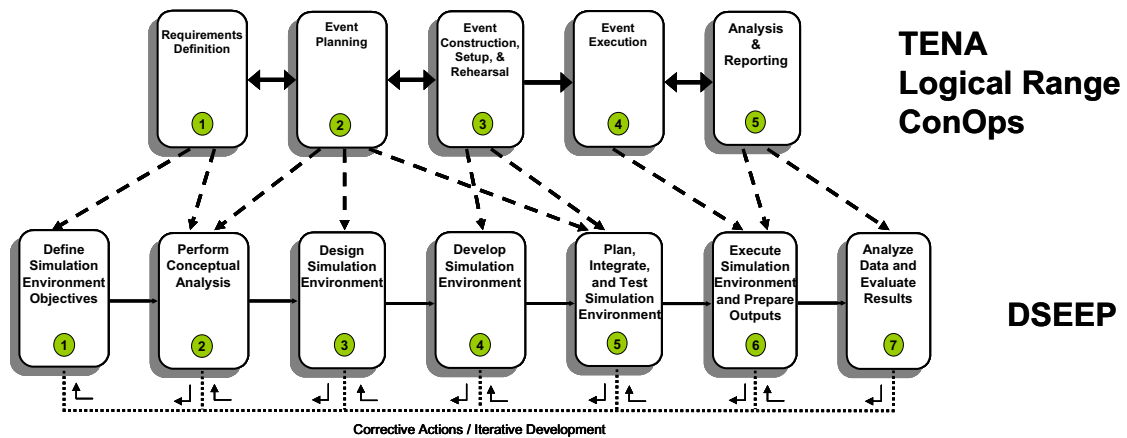 Requirements
Definition
1
Event
Planning
2
Event
Construction,
Setup, &
Rehearsal
3
Event
Execution
4
Analysis
&
Reporting
5
TENA
Logical Range
ConOps
Define
Simulation
Environment
Objectives
1
Perform
Conceptual
Analysis
2
Design
Simulation
Environment
3
Develop
Simulation
Environment
4
Plan,
Integrate,
and Test
Simulation
Environment
5
Execute
Simulation
Environment
and Prepare
Outputs
6
Analyze
Data and
Evaluate
Results
7
DSEEP
Corrective Actions / Iterative Development